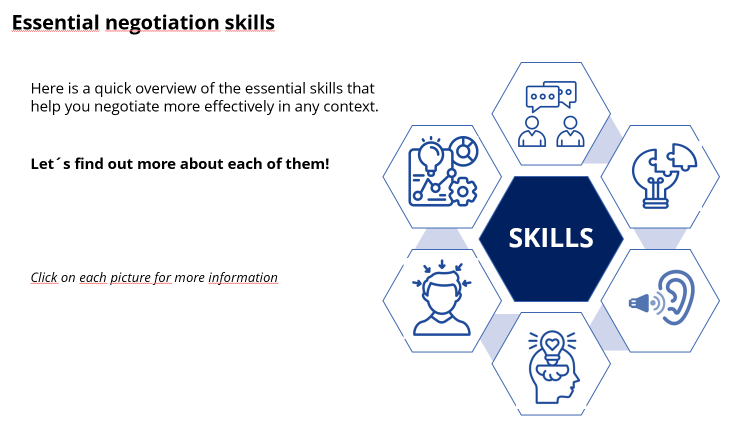 Essential negotiation skills
Here is a quick overview of the essential skills that
help you negotiate more effectively in any context.
Let´s find out more about each of them!
SKILLS
Click on each picture for more information